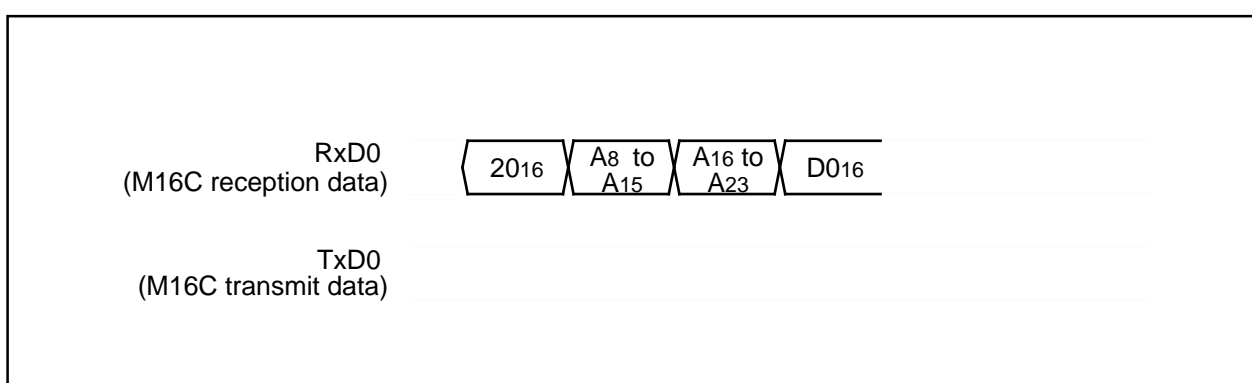 RxD0
(M16C reception data)
2016
A8 to
A15
A16 to
A23
D016
TxD0
(M16C transmit data)